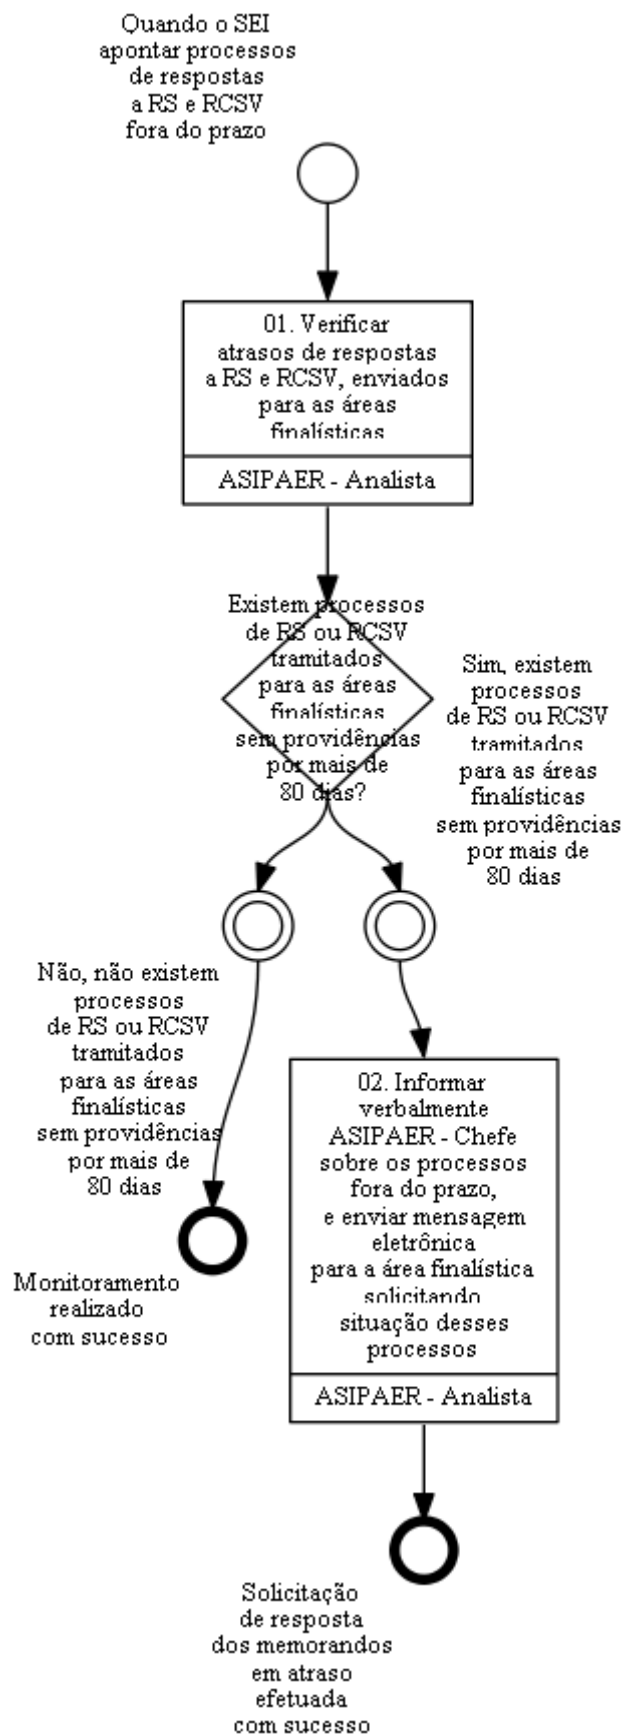 Quando o SEI
apontar processos
de respostas
a RS e RCSV
fora do prazo
01. Verificar
atrasos de respostas
a RS e RCSV, enviados
para as áreas
finalísticas
ASIPAER - Analista
Existem processos
de RS ou RCSV
tramitados
para as áreas
finalísticas
sem providências
por mais de
80 dias?
Sim, existem
processos
de RS ou RCSV
tramitados
para as áreas
finalísticas
sem providências
por mais de
80 dias
Não, não existem
processos
de RS ou RCSV
tramitados
para as áreas
finalísticas
sem providências
por mais de
80 dias
Monitoramento
realizado
com sucesso
02. Informar
verbalmente
ASIPAER - Chefe
sobre os processos
fora do prazo,
e enviar mensagem
eletrônica
para a área finalística
solicitando
situação desses
processos
ASIPAER - Analista
Solicitação
de resposta
dos memorandos
em atraso
efetuada
com sucesso